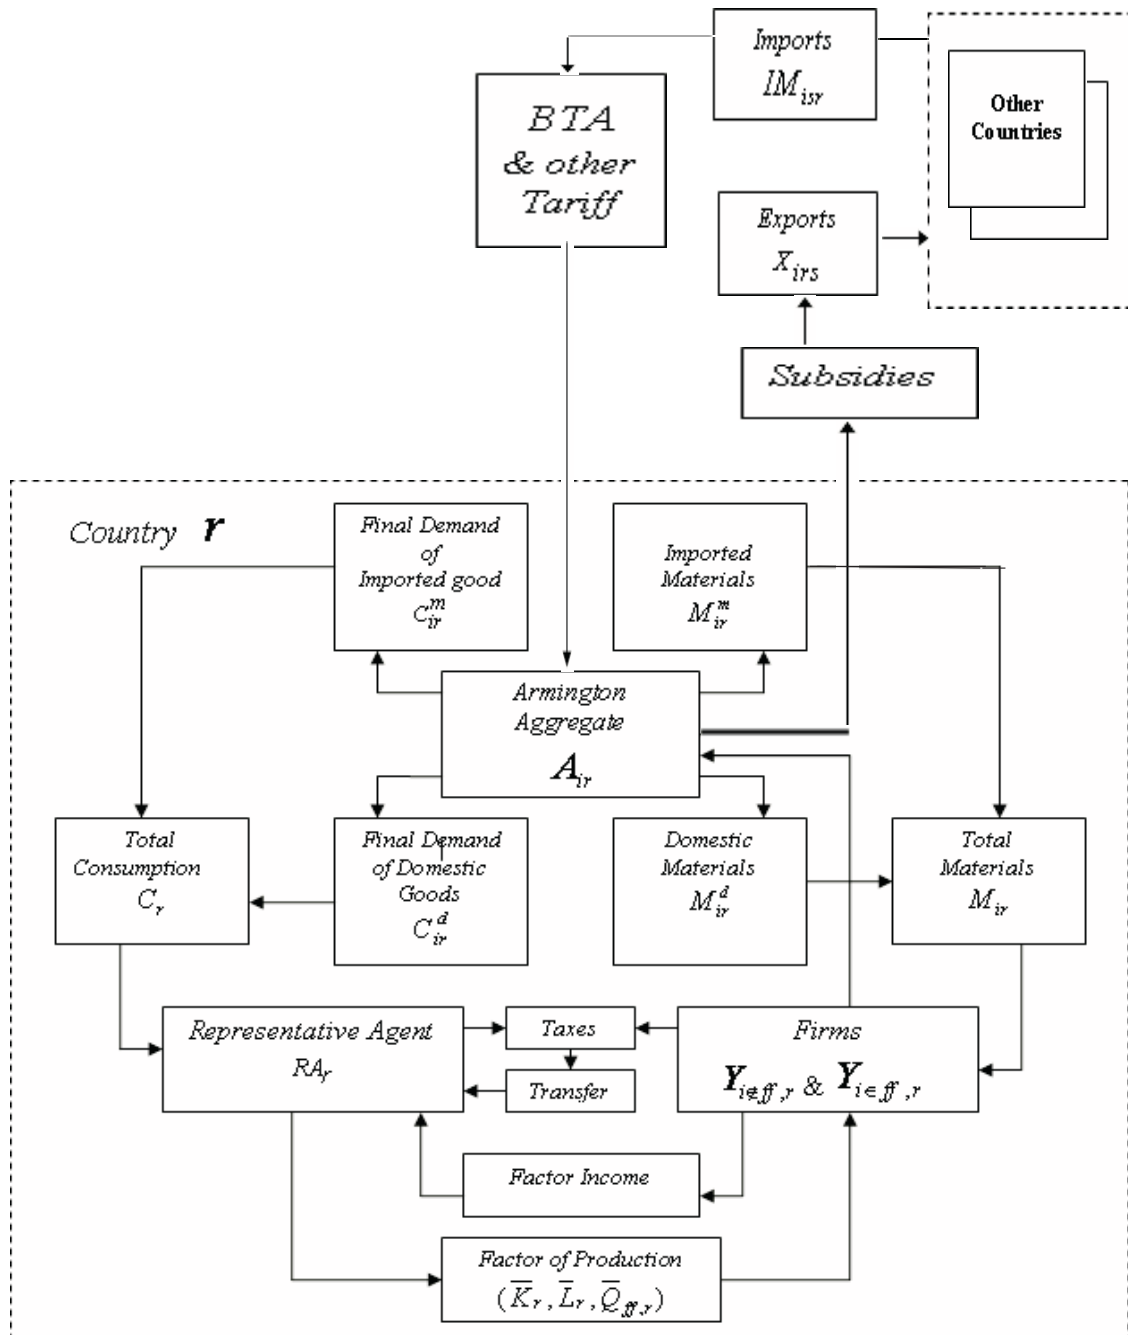 Imports
IM_isr
Other
Countries
BTA
& other
Tariff
Exports
X_irs
Subsidies
Country r
Final Demand
of
Imported good
C_ir^m
Imported
Materials
M_ir^m
Armington
Aggregate
A_ir
Total
Consumption
C_r
Final Demand
of Domestic
Goods
C_ir^d
Domestic
Materials
M_ir^d
Total
Materials
M_ir
Representative Agent
RA_r
Taxes
Transfer
Firms
Y_i∉ff,r & Y_i∈ff,r
Factor Income
Factor of Production
(K̅_r, L̅_r, Q̅_ff,r)